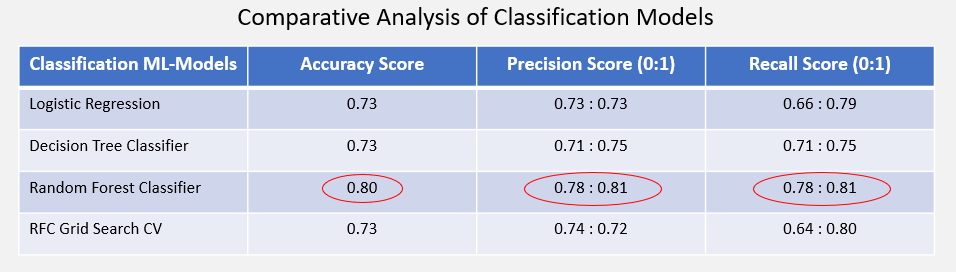 Comparative Analysis of Classification Models
Classification ML-Models Accuracy Score Precision Score (0:1) Recall Score (0:1)
Logistic Regression 0.73 0.73 : 0.73 0.66 : 0.79
Decision Tree Classifier 0.73 0.71 : 0.75 0.71 : 0.75
Random Forest Classifier 0.80 0.78 : 0.81 0.78 : 0.81
RFC Grid Search CV 0.73 0.74 : 0.72 0.64 : 0.80